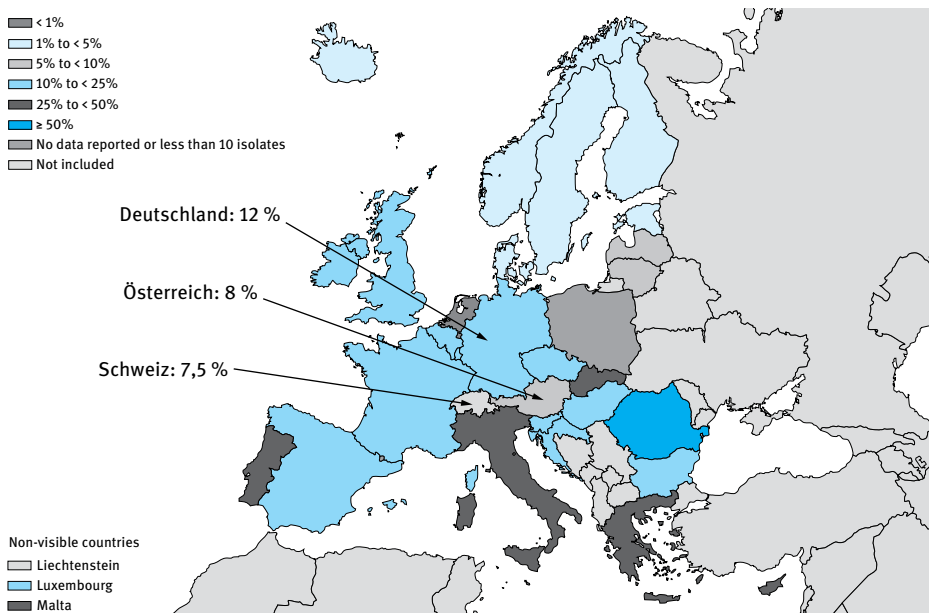 < 1%
1% to < 5%
5% to < 10%
10% to < 25%
25% to < 50%
≥ 50%
No data reported or less than 10 isolates
Not included
Deutschland: 12 %
Österreich: 8 %
Schweiz: 7,5 %
Non-visible countries
Liechtenstein
Luxembourg
Malta